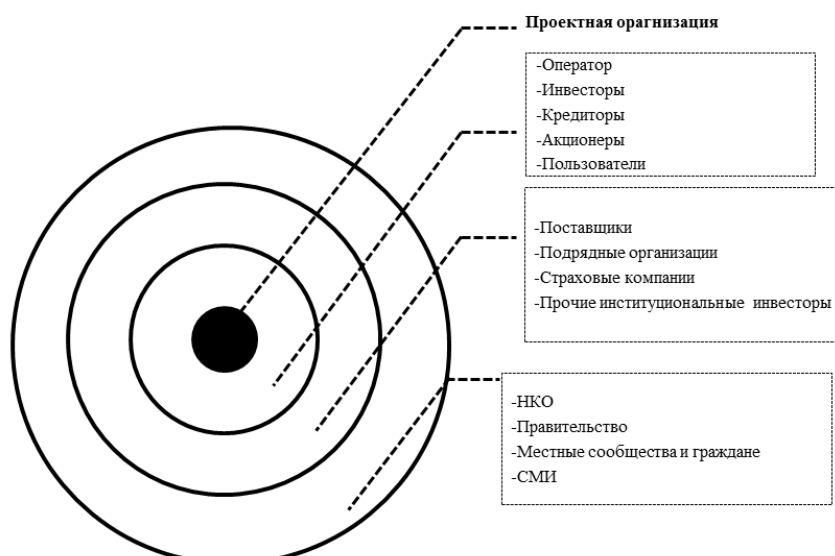 Проектная орагнизация
-Оператор
-Инвесторы
-Кредиторы
-Акционеры
-Пользователи
-Поставщики
-Подрядные организации
-Страховые компании
-Прочие институциональные инвесторы
-НКО
-Правительство
-Местные сообщества и граждане
-СМИ